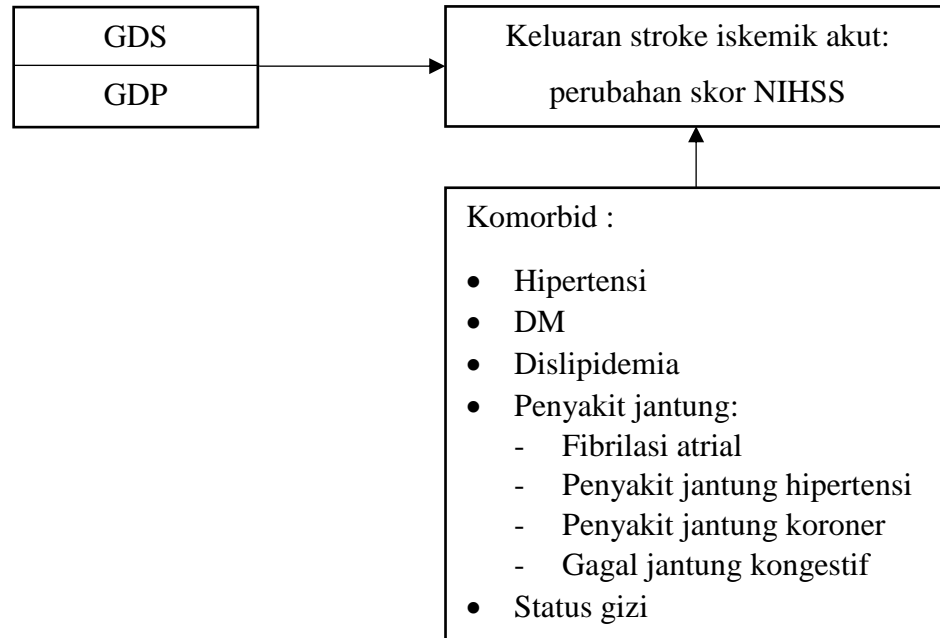 GDS
GDP
Keluaran stroke iskemik akut:
perubahan skor NIHSS
Komorbid :
• Hipertensi
• DM
• Dislipidemia
• Penyakit jantung:
- Fibrilasi atrial
- Penyakit jantung hipertensi
- Penyakit jantung koroner
- Gagal jantung kongestif
• Status gizi